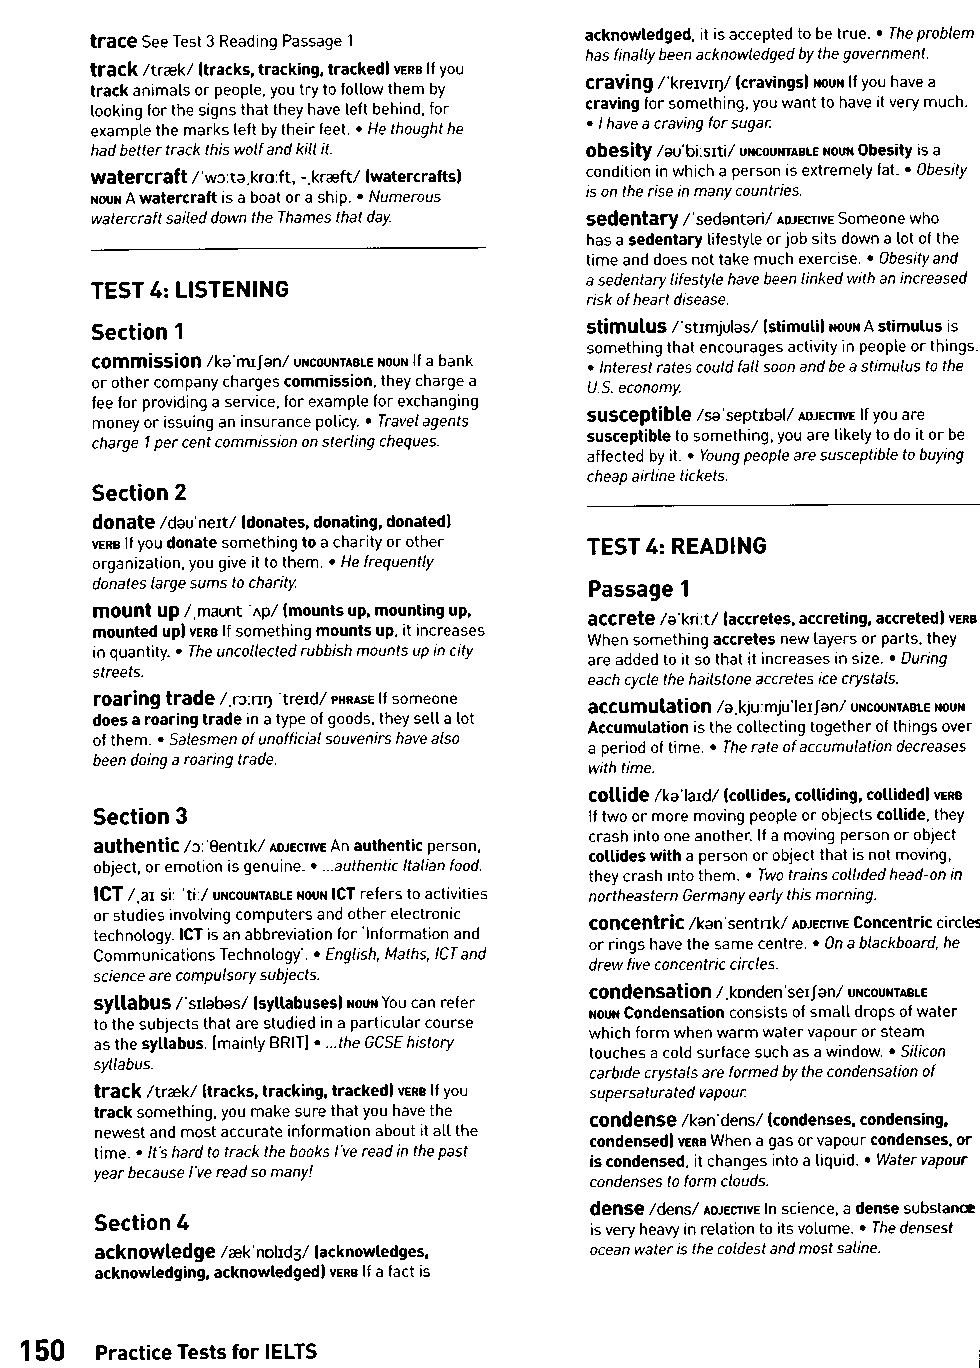 trace See Test 3 Reading Passage 1
track /træk/ (tracks, tracking, tracked) VERB If you
track animals or people, you try to follow them by
looking for the signs that they have left behind, for
example the marks left by their feet. • He thought he
had better track this wolf and kill it.
watercraft /ˈwɔːtəˌkrɑːft, -ˌkræft/ (watercrafts)
NOUN A watercraft is a boat or a ship. • Numerous
watercraft sailed down the Thames that day.
TEST 4: LISTENING
Section 1
commission /kəˈmɪʃən/ UNCOUNTABLE NOUN If a bank
or other company charges commission, they charge a
fee for providing a service, for example for exchanging
money or issuing an insurance policy. • Travel agents
charge 1 per cent commission on sterling cheques.
Section 2
donate /dəʊˈneɪt/ (donates, donating, donated)
VERB If you donate something to a charity or other
organization, you give it to them. • He frequently
donates large sums to charity.
mount up /ˌmaʊnt ˈʌp/ (mounts up, mounting up,
mounted up) VERB If something mounts up, it increases
in quantity. • The uncollected rubbish mounts up in city
streets.
roaring trade /ˌrɔːrɪŋ ˈtreɪd/ PHRASE If someone
does a roaring trade in a type of goods, they sell a lot
of them. • Salesmen of unofficial souvenirs have also
been doing a roaring trade.
Section 3
authentic /ɔːˈθentɪk/ ADJECTIVE An authentic person,
object, or emotion is genuine. • ...authentic Italian food.
ICT /ˌaɪ siː ˈtiː/ UNCOUNTABLE NOUN ICT refers to activities
or studies involving computers and other electronic
technology. ICT is an abbreviation for 'Information and
Communications Technology'. • English, Maths, ICT and
science are compulsory subjects.
syllabus /ˈsɪləbəs/ (syllabuses) NOUN You can refer
to the subjects that are studied in a particular course
as the syllabus. [mainly BRIT] • ...the GCSE history
syllabus.
track /træk/ (tracks, tracking, tracked) VERB If you
track something, you make sure that you have the
newest and most accurate information about it all the
time. • It's hard to track the books I've read in the past
year because I've read so many!
Section 4
acknowledge /ækˈnɒlɪdʒ/ (acknowledges,
acknowledging, acknowledged) VERB If a fact is
acknowledged, it is accepted to be true. • The problem
has finally been acknowledged by the government.
craving /ˈkreɪvɪŋ/ (cravings) NOUN If you have a
craving for something, you want to have it very much.
• I have a craving for sugar.
obesity /əʊˈbiːsɪti/ UNCOUNTABLE NOUN Obesity is a
condition in which a person is extremely fat. • Obesity
is on the rise in many countries.
sedentary /ˈsedəntəri/ ADJECTIVE Someone who
has a sedentary lifestyle or job sits down a lot of the
time and does not take much exercise. • Obesity and
a sedentary lifestyle have been linked with an increased
risk of heart disease.
stimulus /ˈstɪmjʊləs/ (stimuli) NOUN A stimulus is
something that encourages activity in people or things.
• Interest rates could fall soon and be a stimulus to the
U.S. economy.
susceptible /səˈseptɪbəl/ ADJECTIVE If you are
susceptible to something, you are likely to do it or be
affected by it. • Young people are susceptible to buying
cheap airline tickets.
TEST 4: READING
Passage 1
accrete /əˈkriːt/ (accretes, accreting, accreted) VERB
When something accretes new layers or parts, they
are added to it so that it increases in size. • During
each cycle the hailstone accretes ice crystals.
accumulation /əˌkjuːmjʊˈleɪʃən/ UNCOUNTABLE NOUN
Accumulation is the collecting together of things over
a period of time. • The rate of accumulation decreases
with time.
collide /kəˈlaɪd/ (collides, colliding, collided) VERB
If two or more moving people or objects collide, they
crash into one another. If a moving person or object
collides with a person or object that is not moving,
they crash into them. • Two trains collided head-on in
northeastern Germany early this morning.
concentric /kənˈsentrɪk/ ADJECTIVE Concentric circles
or rings have the same centre. • On a blackboard, he
drew five concentric circles.
condensation /ˌkɒndenˈseɪʃən/ UNCOUNTABLE
NOUN Condensation consists of small drops of water
which form when warm water vapour or steam
touches a cold surface such as a window. • Silicon
carbide crystals are formed by the condensation of
supersaturated vapour.
condense /kənˈdens/ (condenses, condensing,
condensed) VERB When a gas or vapour condenses, or
is condensed, it changes into a liquid. • Water vapour
condenses to form clouds.
dense /dens/ ADJECTIVE In science, a dense substance
is very heavy in relation to its volume. • The densest
ocean water is the coldest and most saline.
150 Practice Tests for IELTS